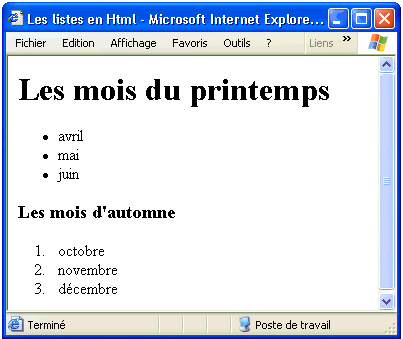 Les listes en Html - Microsoft Internet Explore...
Fichier Edition Affichage Favoris Outils ? Liens »
Les mois du printemps
• avril
• mai
• juin
Les mois d'automne
1. octobre
2. novembre
3. décembre
Terminé Poste de travail